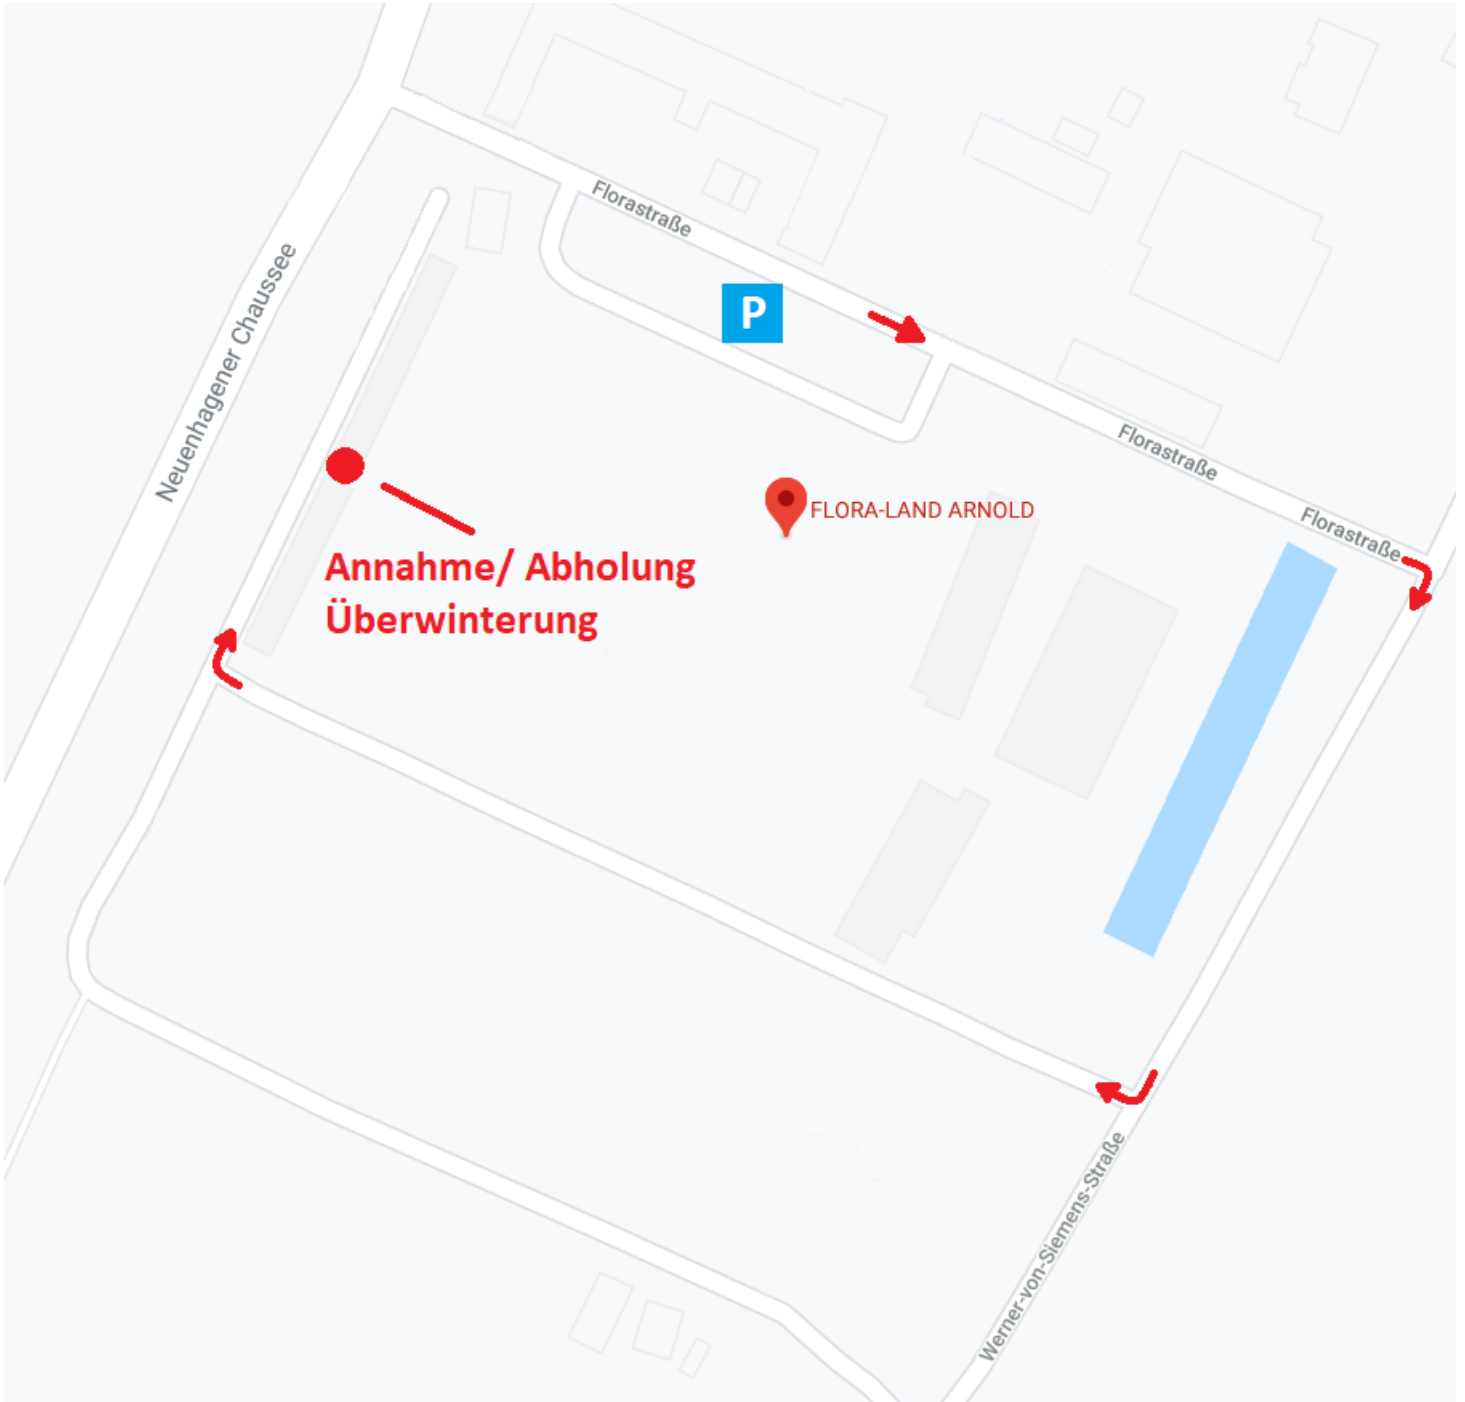 Florastraße
Neuenhagener Chaussee
P
Florastraße
FLORA-LAND ARNOLD
Florastraße
Annahme/ Abholung
Überwinterung
Werner-von-Siemens-Straße